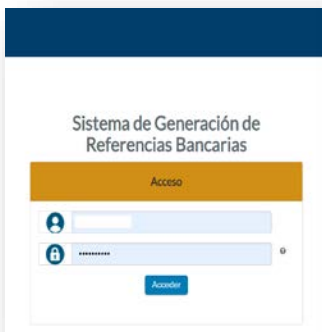 Sistema de Generación de
Referencias Bancarias
Acceso
Acceder